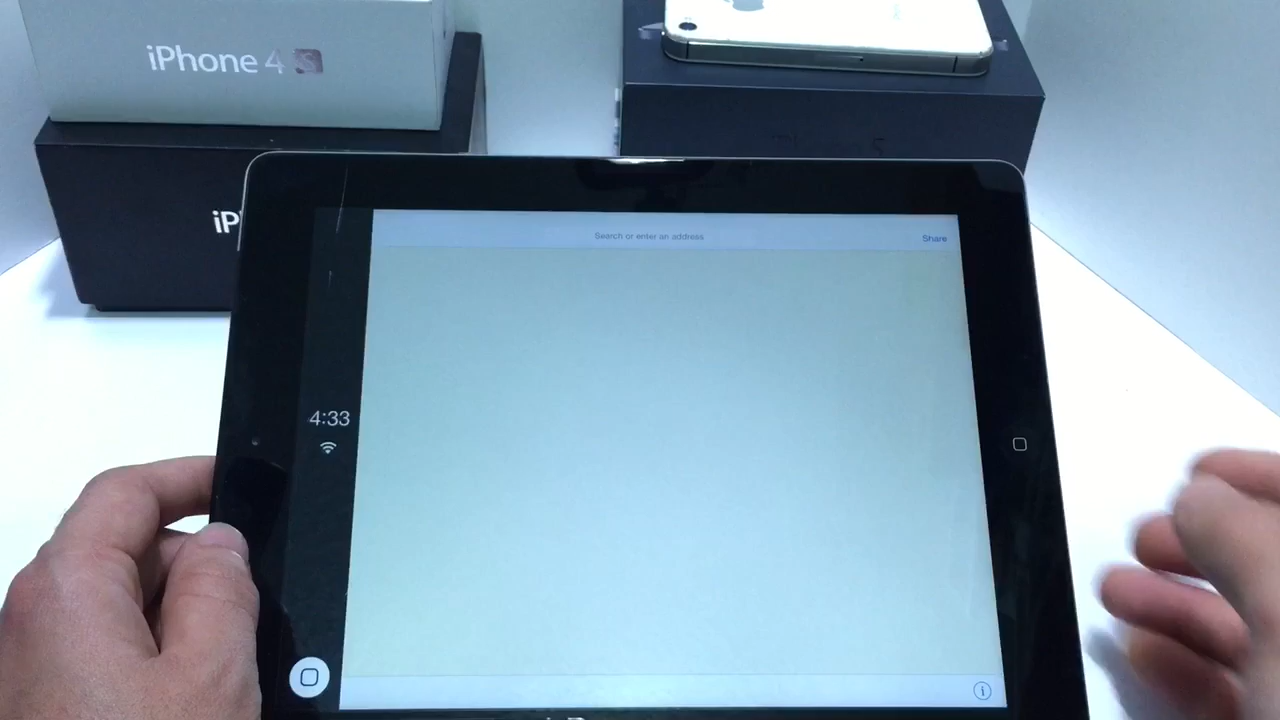 iPhone 4S
iP
Search or enter an address
Share
4:33